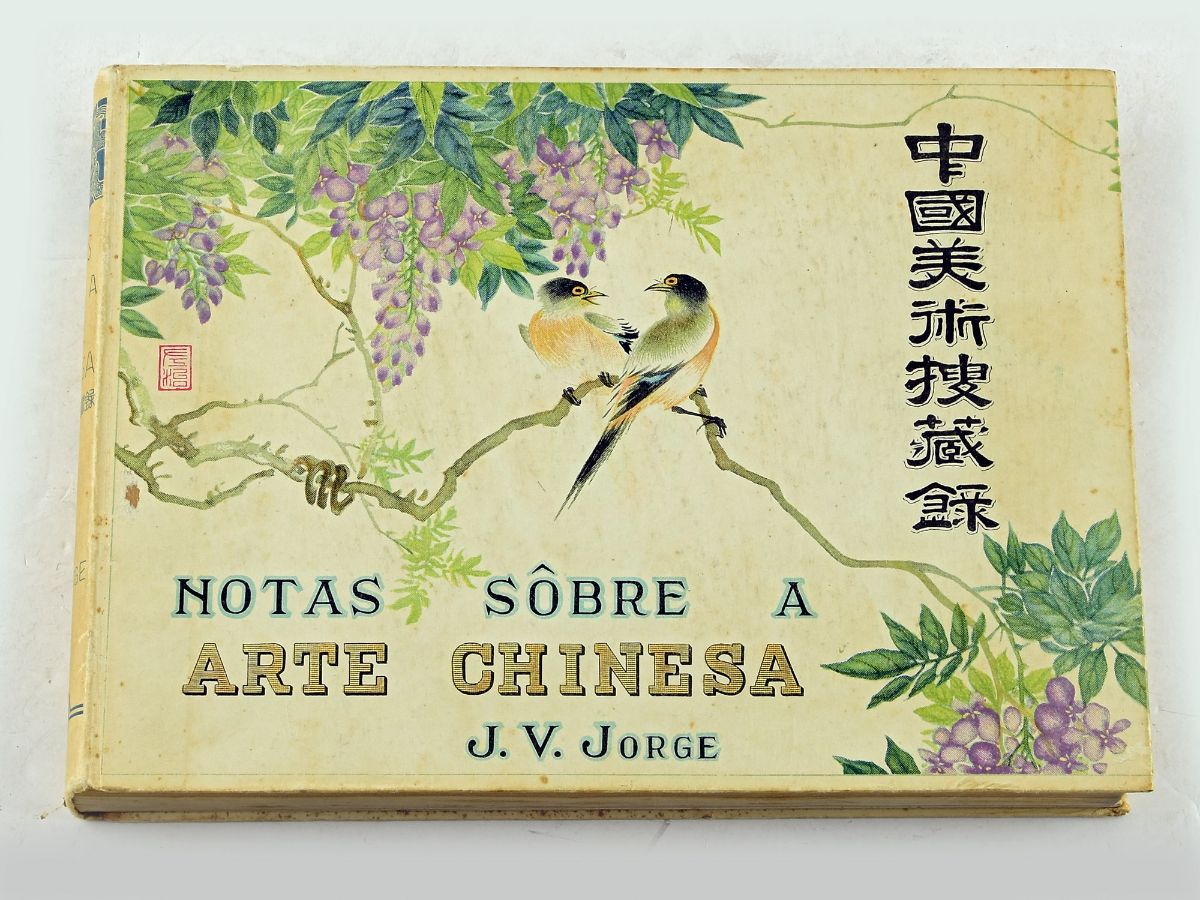 中國美術搜藏錄
NOTAS SÔBRE A
ARTE CHINESA
J. V. JORGE